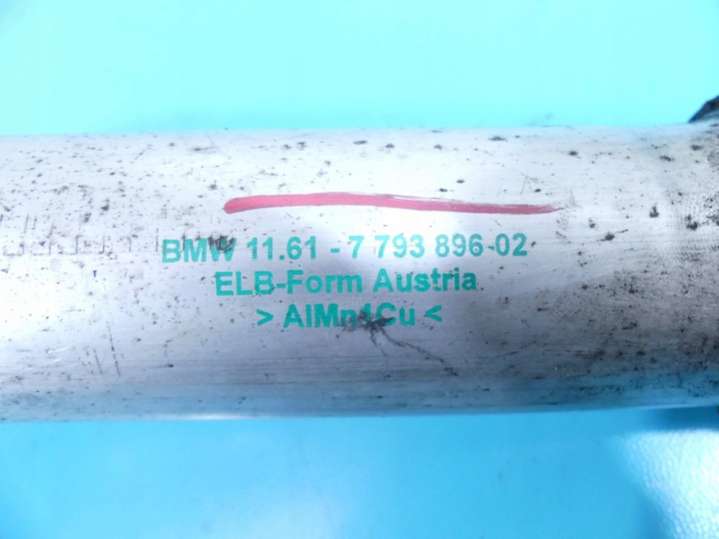 BMW 11.61 - 7 793 896-02
ELB-Form Austria
> AlMn1Cu <